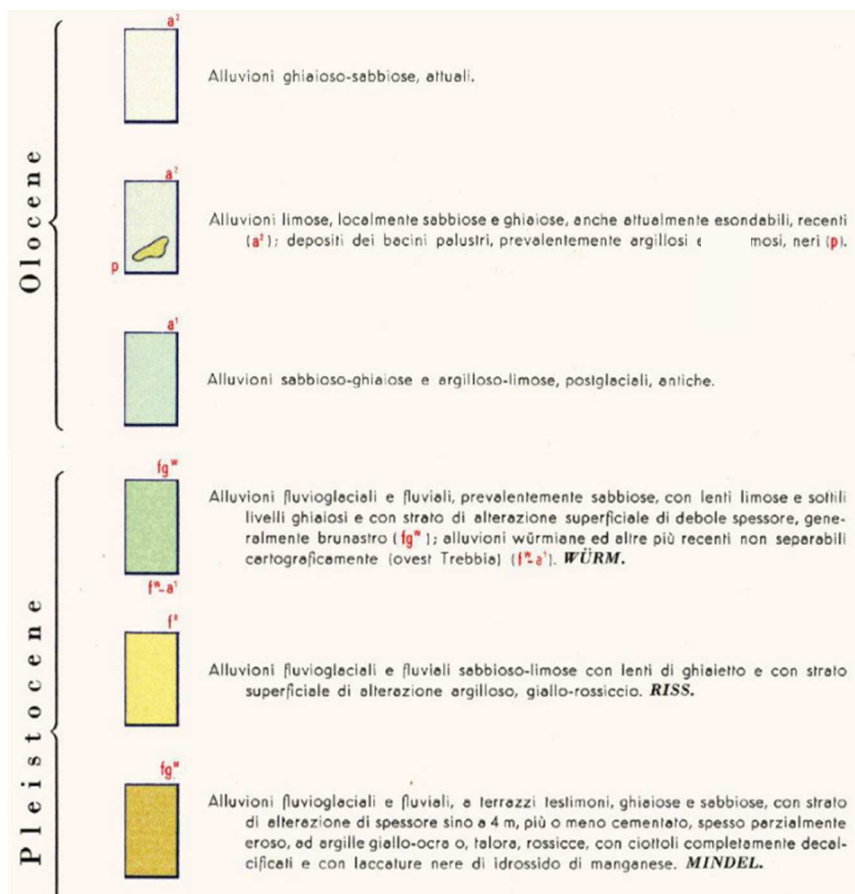 Olocene
a³
Alluvioni ghiaioso-sabbiose, attuali.
a²
p
Alluvioni limose, localmente sabbiose e ghiaiose, anche attualmente esondabili, recenti
(a²); depositi dei bacini palustri, prevalentemente argillosi e mosi, neri (p).
a¹
Alluvioni sabbioso-ghiaiose e argilloso-limose, postglaciali, antiche.
Pleistocene
fgᵂ
fᵂ-a¹
Alluvioni fluvioglaciali e fluviali, prevalentemente sabbiose, con lenti limose e sottili
livelli ghiaiosi e con strato di alterazione superficiale di debole spessore, gene-
ralmente brunastro (fgᵂ); alluvioni würmiane ed altre più recenti non separabili
cartograficamente (ovest Trebbia) (fᵂ-a¹). WÜRM.
fᴿ
Alluvioni fluvioglaciali e fluviali sabbioso-limose con lenti di ghiaietto e con strato
superficiale di alterazione argilloso, giallo-rossiccio. RISS.
fgᴹ
Alluvioni fluvioglaciali e fluviali, a terrazzi testimoni, ghiaiose e sabbiose, con strato
di alterazione di spessore sino a 4 m, più o meno cementato, spesso parzialmente
eroso, ad argille giallo-ocra o, talora, rossicce, con ciottoli completamente decal-
cificati e con laccature nere di idrossido di manganese. MINDEL.